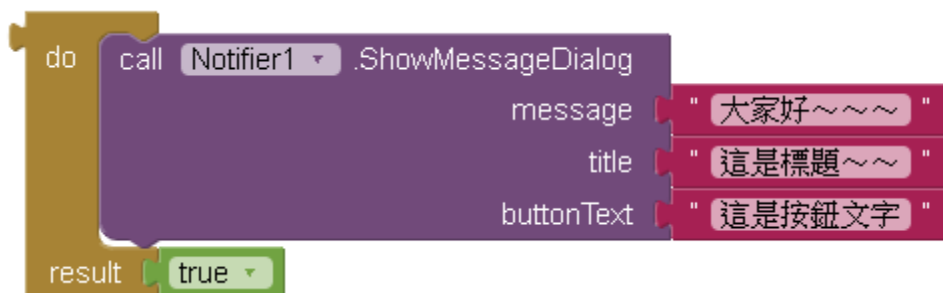 do call Notifier1 .ShowMessageDialog
message " 大家好～～～ "
title " 這是標題～～ "
buttonText " 這是按鈕文字 "
result true